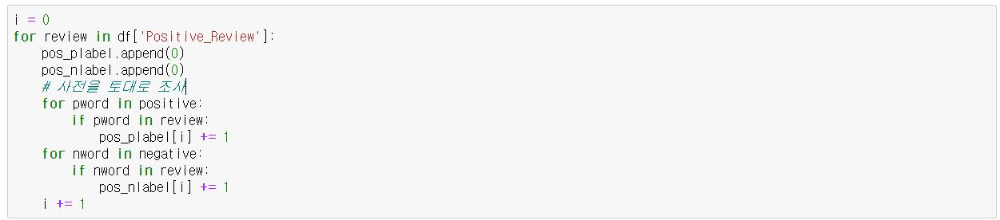 i = 0
for review in df['Positive_Review']:
    pos_plabel.append(0)
    pos_nlabel.append(0)
    # 사전을 토대로 조사
    for pword in positive:
        if pword in review:
            pos_plabel[i] += 1
    for nword in negative:
        if nword in review:
            pos_nlabel[i] += 1
    i += 1